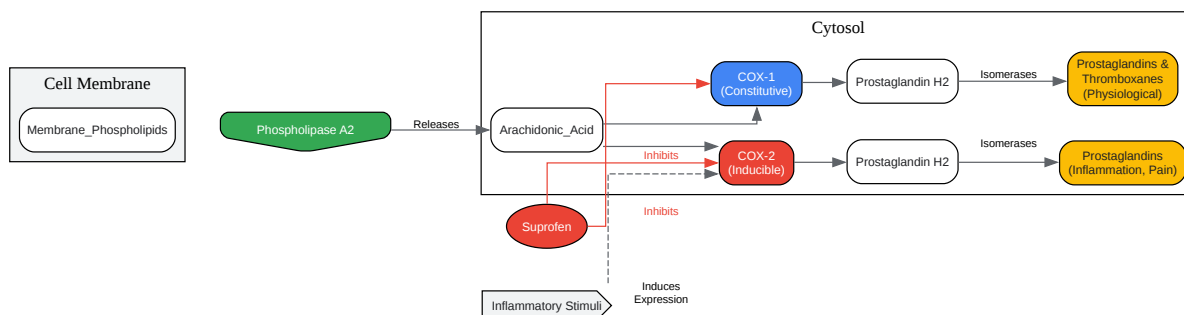 Cytosol
Cell Membrane
Membrane_Phospholipids
Phospholipase A2
Releases
Arachidonic_Acid
COX-1
(Constitutive)
Prostaglandin H2
Isomerases
Prostaglandins &
Thromboxanes
(Physiological)
Inhibits
COX-2
(Inducible)
Prostaglandin H2
Isomerases
Prostaglandins
(Inflammation, Pain)
Suprofen
Inhibits
Inflammatory Stimuli
Induces
Expression